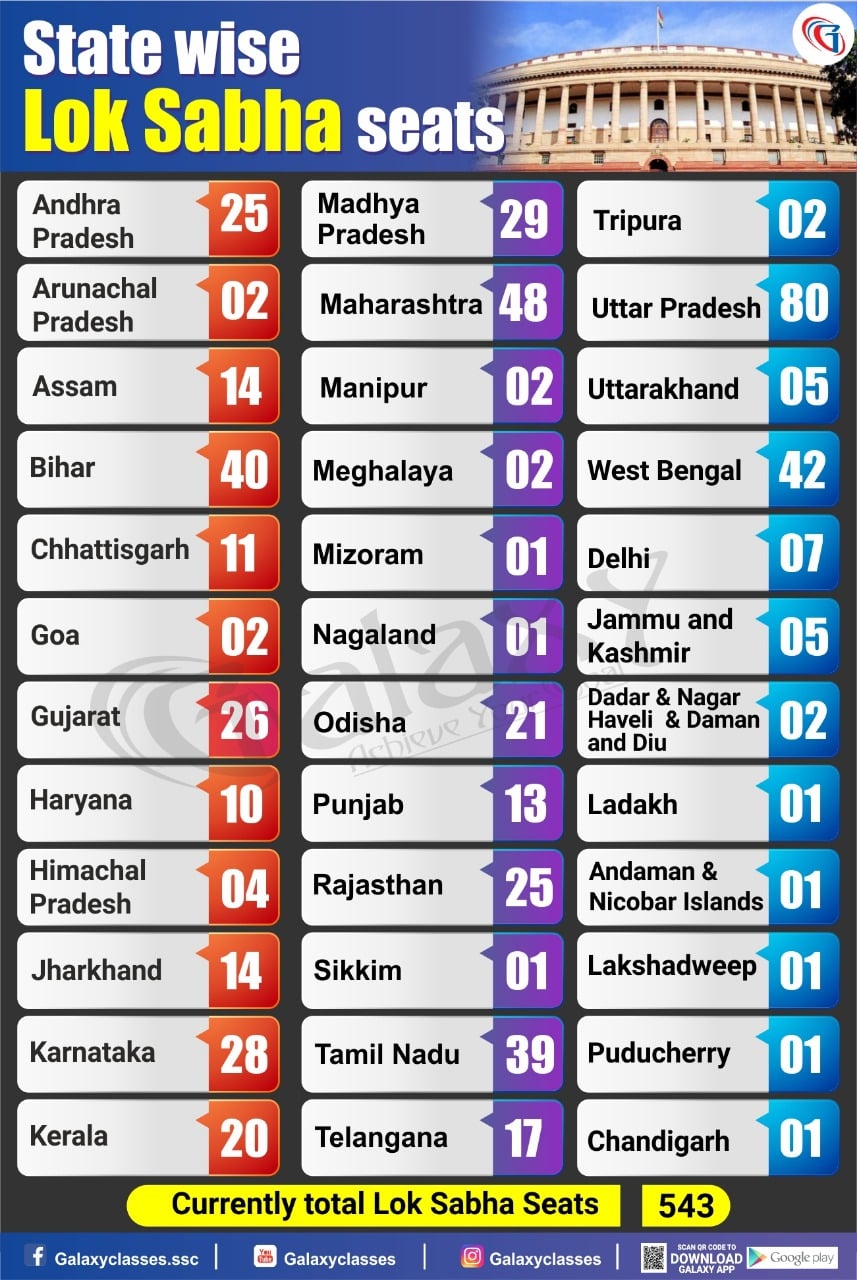 State wise
Lok Sabha seats
Andhra
Pradesh
25
Arunachal
Pradesh
02
Assam
14
Bihar
40
Chhattisgarh
11
Goa
02
Gujarat
26
Haryana
10
Himachal
Pradesh
04
Jharkhand
14
Karnataka
28
Kerala
20
Madhya
Pradesh
29
Maharashtra
48
Manipur
02
Meghalaya
02
Mizoram
01
Nagaland
01
Odisha
21
Punjab
13
Rajasthan
25
Sikkim
01
Tamil Nadu
39
Telangana
17
Tripura
02
Uttar Pradesh
80
Uttarakhand
05
West Bengal
42
Delhi
07
Jammu and
Kashmir
05
Dadar & Nagar
Haveli & Daman
and Diu
02
Ladakh
01
Andaman &
Nicobar Islands
01
Lakshadweep
01
Puducherry
01
Chandigarh
01
Galaxy
Achieve Your Goal
Currently total Lok Sabha Seats 543
Galaxyclasses.ssc | You Tube Galaxyclasses | Galaxyclasses | SCAN QR CODE TO
DOWNLOAD
GALAXY APP
Google play